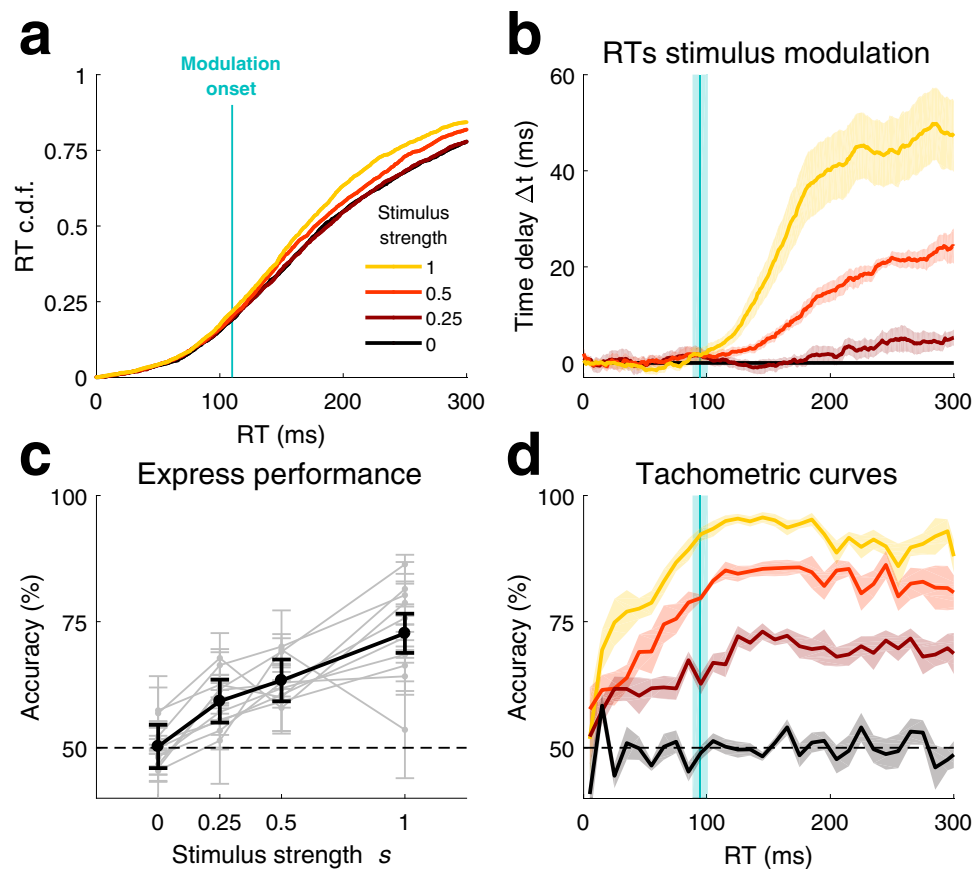 a
Modulation
onset
1
0.75
0.5
0.25
0
RT c.d.f.
0
100
200
300
RT (ms)
Stimulus
strength
1
0.5
0.25
0
b
RTs stimulus modulation
60
40
20
0
Time delay Δt (ms)
0
100
200
300
c
Express performance
100
75
50
Accuracy (%)
0
0.25
0.5
1
Stimulus strength s
d
Tachometric curves
100
75
50
Accuracy (%)
0
100
200
300
RT (ms)